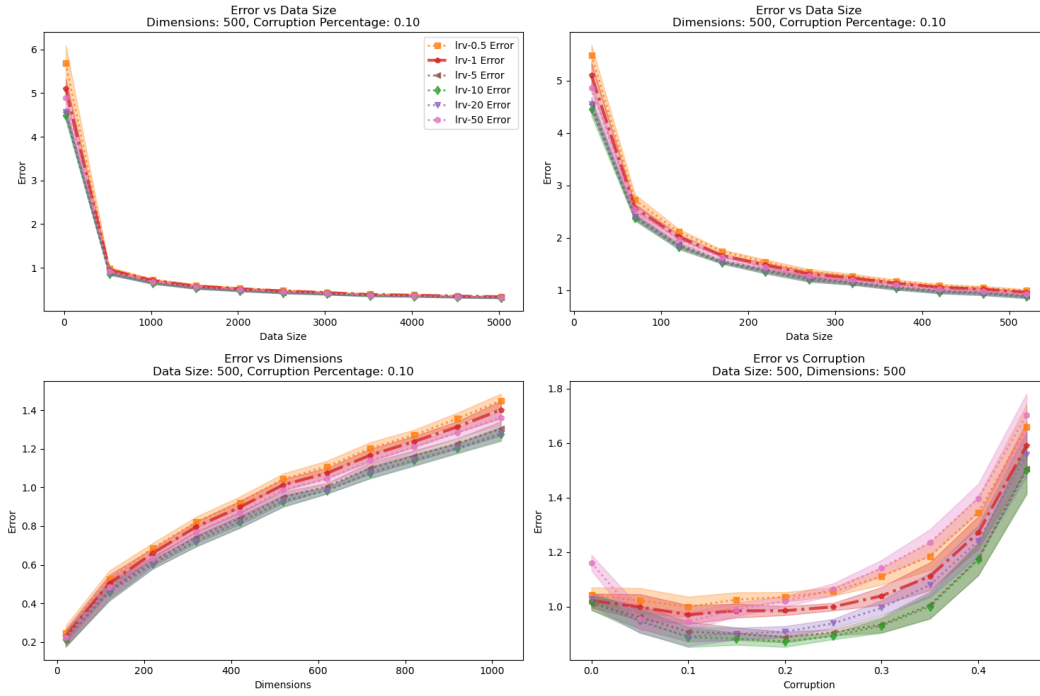 Error vs Data Size
Dimensions: 500, Corruption Percentage: 0.10
6
5
4
3
2
1
Error
lrv-0.5 Error
lrv-1 Error
lrv-5 Error
lrv-10 Error
lrv-20 Error
lrv-50 Error
0
1000
2000
3000
4000
5000
Data Size
Error vs Data Size
Dimensions: 500, Corruption Percentage: 0.10
5
4
3
2
1
Error
0
100
200
300
400
500
Data Size
Error vs Dimensions
Data Size: 500, Corruption Percentage: 0.10
1.4
1.2
1.0
0.8
0.6
0.4
0.2
Error
0
200
400
600
800
1000
Dimensions
Error vs Corruption
Data Size: 500, Dimensions: 500
1.8
1.6
1.4
1.2
1.0
Error
0.0
0.1
0.2
0.3
0.4
Corruption